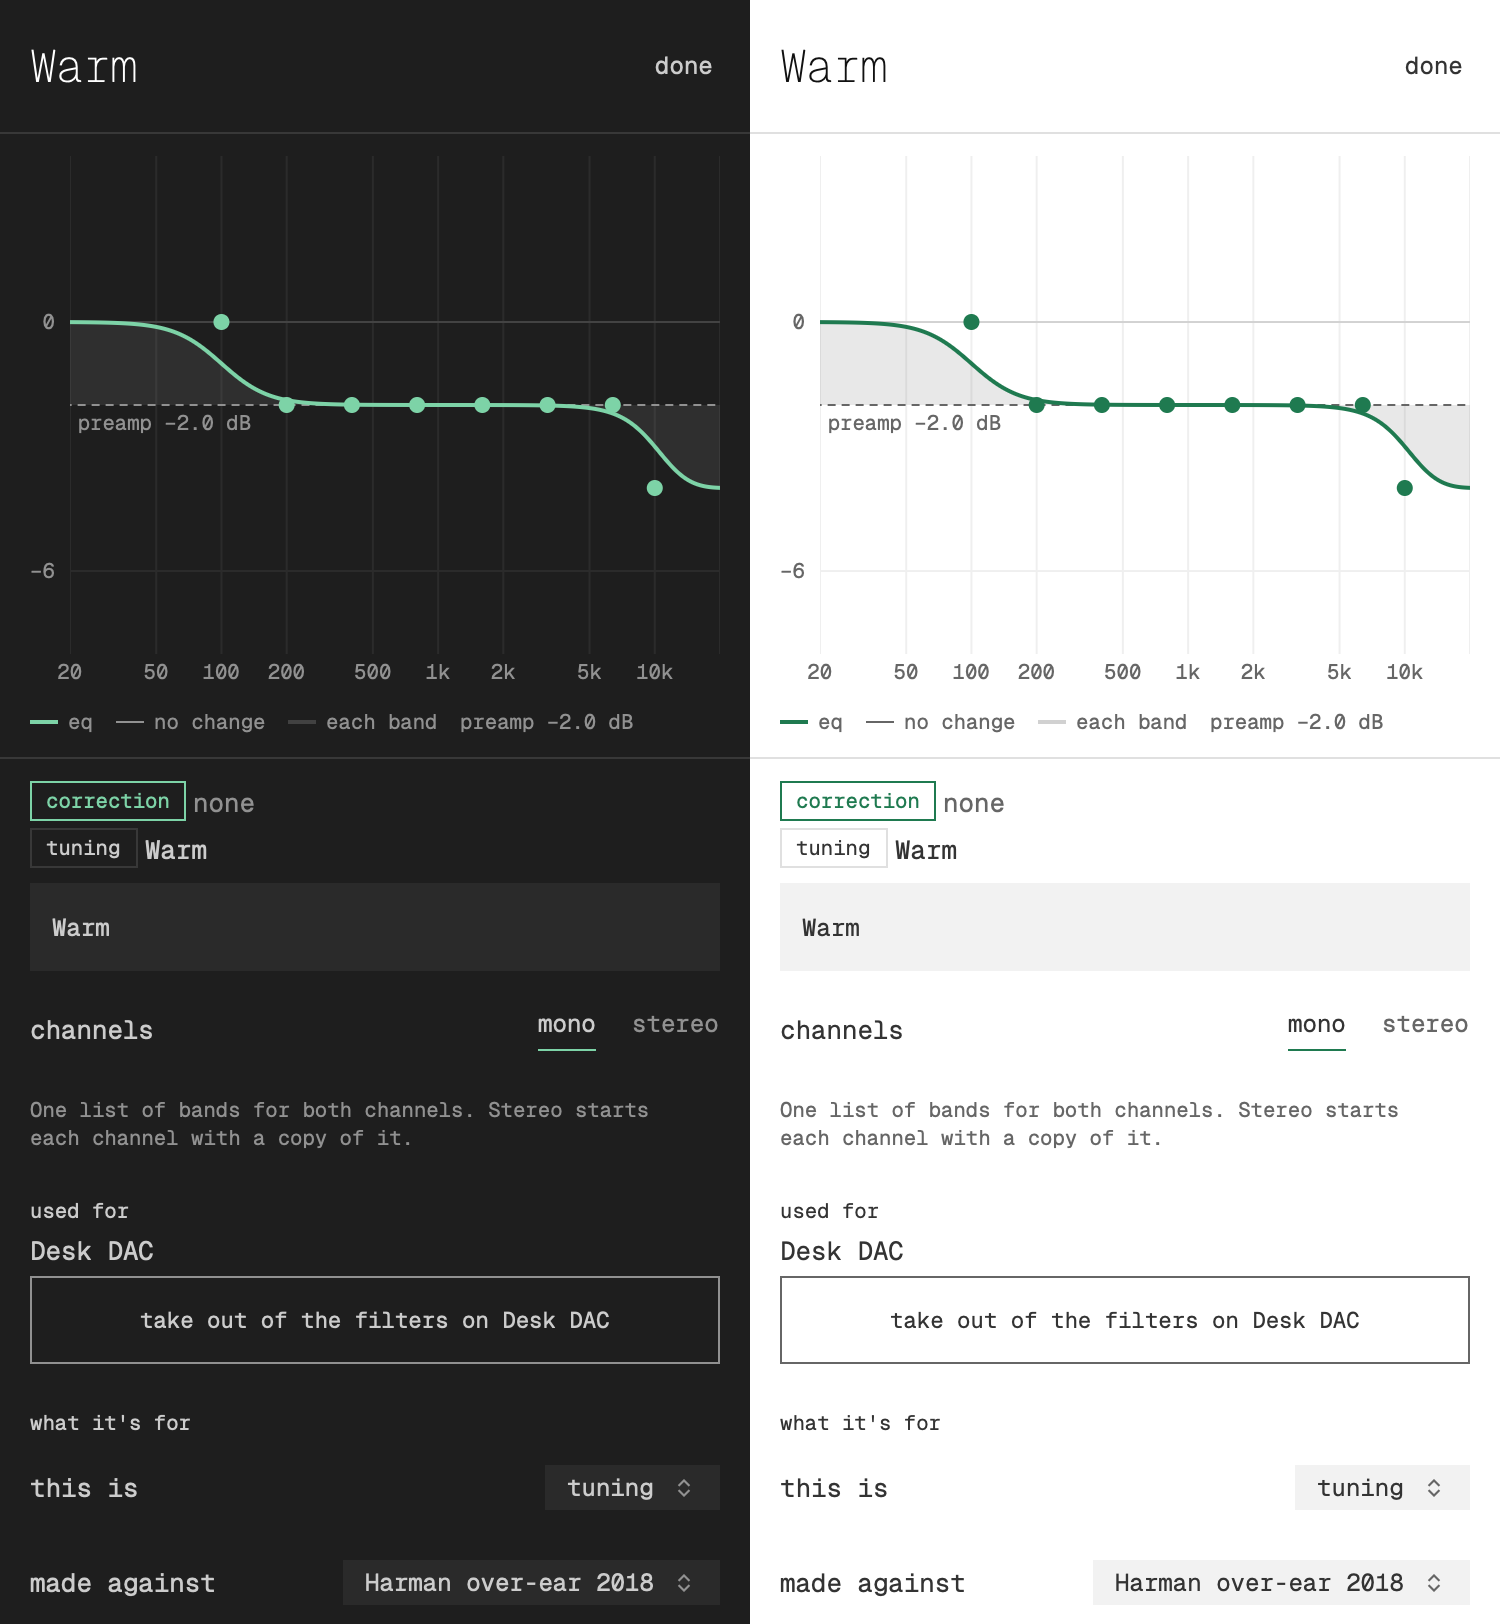 Warm
done
0
preamp -2.0 dB
-6
20 50 100 200 500 1k 2k 5k 10k
eq no change each band preamp -2.0 dB
correction none
tuning Warm
Warm
channels mono stereo
One list of bands for both channels. Stereo starts
each channel with a copy of it.
used for
Desk DAC
take out of the filters on Desk DAC
what it's for
this is tuning
made against Harman over-ear 2018
Warm
done
0
preamp -2.0 dB
-6
20 50 100 200 500 1k 2k 5k 10k
eq no change each band preamp -2.0 dB
correction none
tuning Warm
Warm
channels mono stereo
One list of bands for both channels. Stereo starts
each channel with a copy of it.
used for
Desk DAC
take out of the filters on Desk DAC
what it's for
this is tuning
made against Harman over-ear 2018